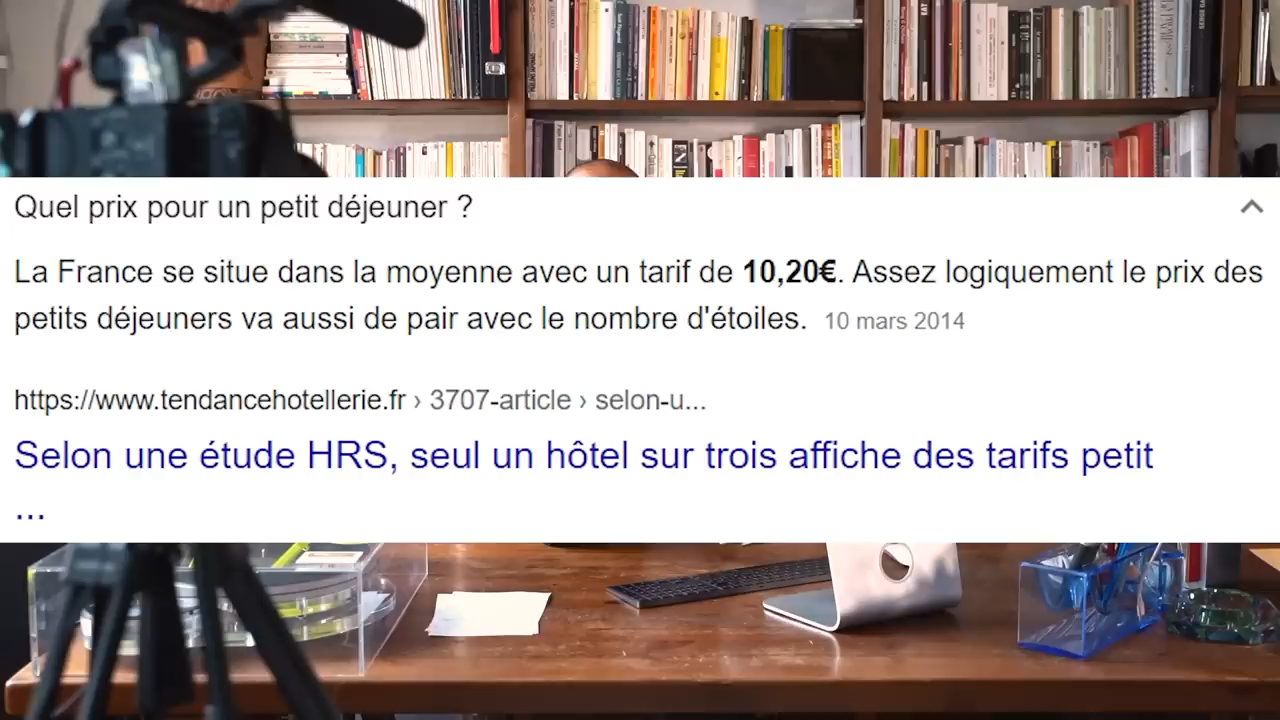 Quel prix pour un petit déjeuner ?
La France se situe dans la moyenne avec un tarif de 10,20€. Assez logiquement le prix des
petits déjeuners va aussi de pair avec le nombre d'étoiles. 10 mars 2014
https://www.tendancehotellerie.fr › 3707-article › selon-u...
Selon une étude HRS, seul un hôtel sur trois affiche des tarifs petit
...